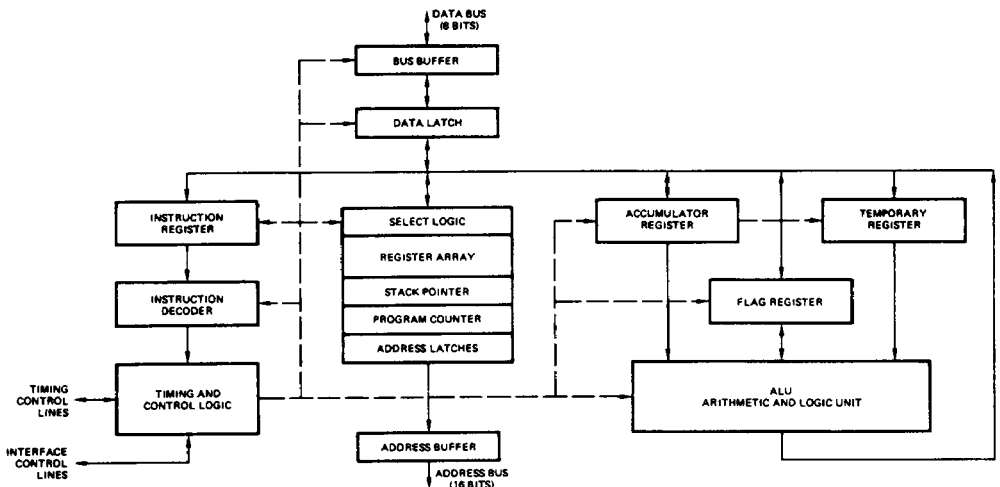 DATA BUS
(8 BITS)
BUS BUFFER
DATA LATCH
INSTRUCTION
REGISTER
SELECT LOGIC
REGISTER ARRAY
STACK POINTER
PROGRAM COUNTER
ADDRESS LATCHES
ACCUMULATOR
REGISTER
TEMPORARY
REGISTER
INSTRUCTION
DECODER
FLAG REGISTER
TIMING
CONTROL
LINES
TIMING AND
CONTROL LOGIC
ALU
ARITHMETIC AND LOGIC UNIT
INTERFACE
CONTROL
LINES
ADDRESS BUFFER
ADDRESS BUS
(16 BITS)